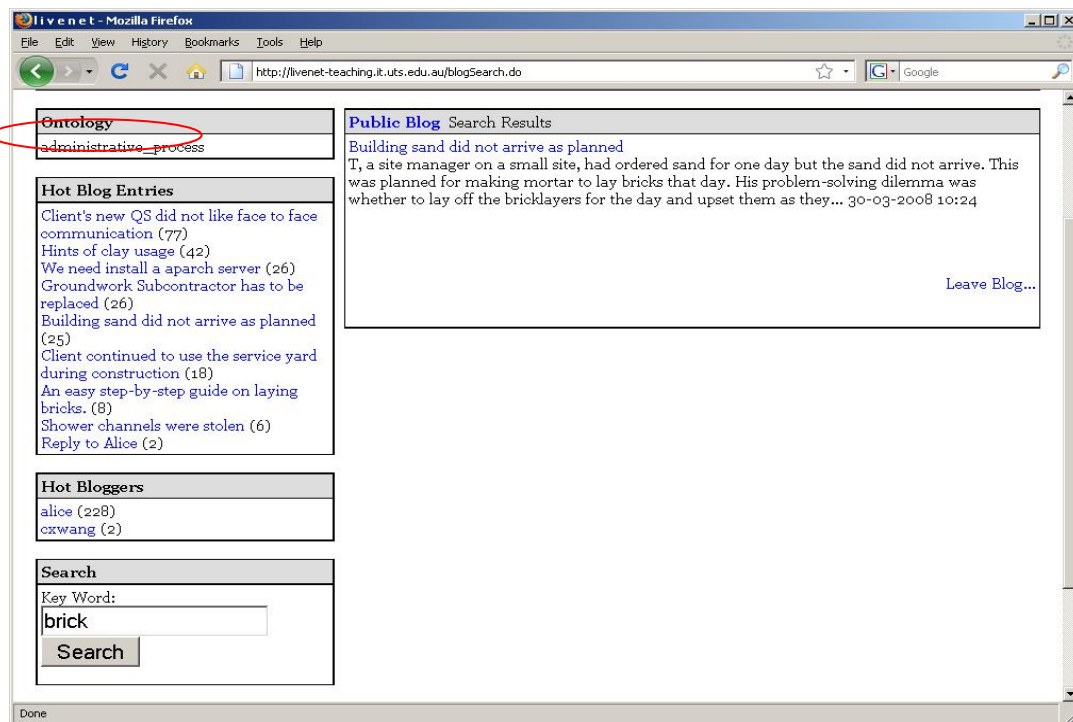 livenet - Mozilla Firefox
File Edit View History Bookmarks Tools Help
http://livenet-teaching.it.uts.edu.au/blogSearch.do
G Google
Ontology
administrative_process
Hot Blog Entries
Client's new QS did not like face to face
communication (77)
Hints of clay usage (42)
We need install a aparch server (26)
Groundwork Subcontractor has to be
replaced (26)
Building sand did not arrive as planned
(25)
Client continued to use the service yard
during construction (18)
An easy step-by-step guide on laying
bricks. (8)
Shower channels were stolen (6)
Reply to Alice (2)
Hot Bloggers
alice (228)
cxwang (2)
Search
Key Word:
brick
Search
Public Blog Search Results
Building sand did not arrive as planned
T, a site manager on a small site, had ordered sand for one day but the sand did not arrive. This
was planned for making mortar to lay bricks that day. His problem-solving dilemma was
whether to lay off the bricklayers for the day and upset them as they... 30-03-2008 10:24
Leave Blog...
Done